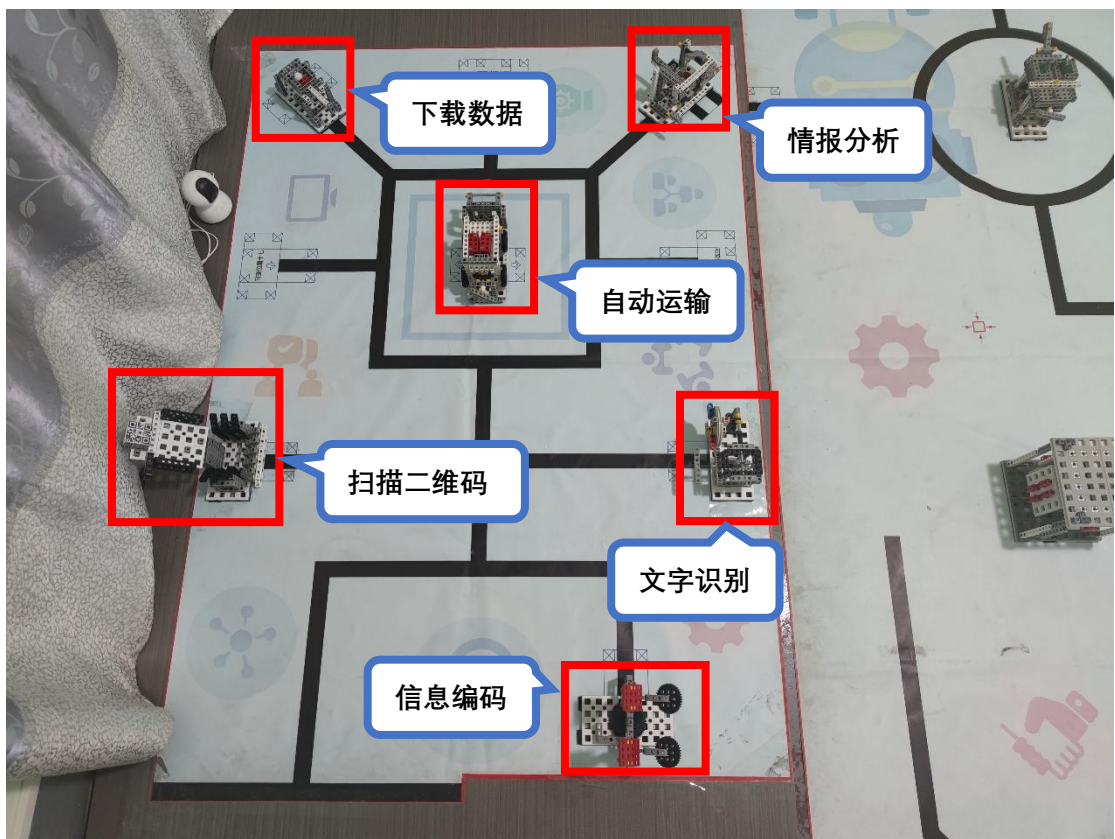 下载数据
情报分析
自动运输
扫描二维码
文字识别
信息编码